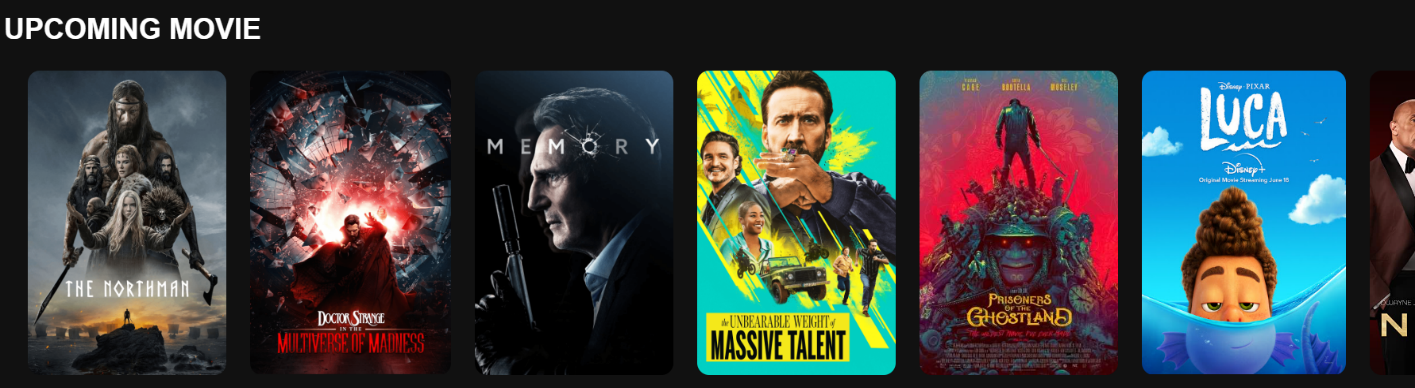 UPCOMING MOVIE
THE NORTHMAN
DOCTOR STRANGE
IN THE
MULTIVERSE OF MADNESS
MEMORY
the UNBEARABLE WEIGHT of
MASSIVE TALENT
CAGE BOUTELLA MOSELEY
PRISONERS
OF THE
GHOSTLAND
Disney · PIXAR
LUCA
Disney+
Original Movie Streaming June 18
N